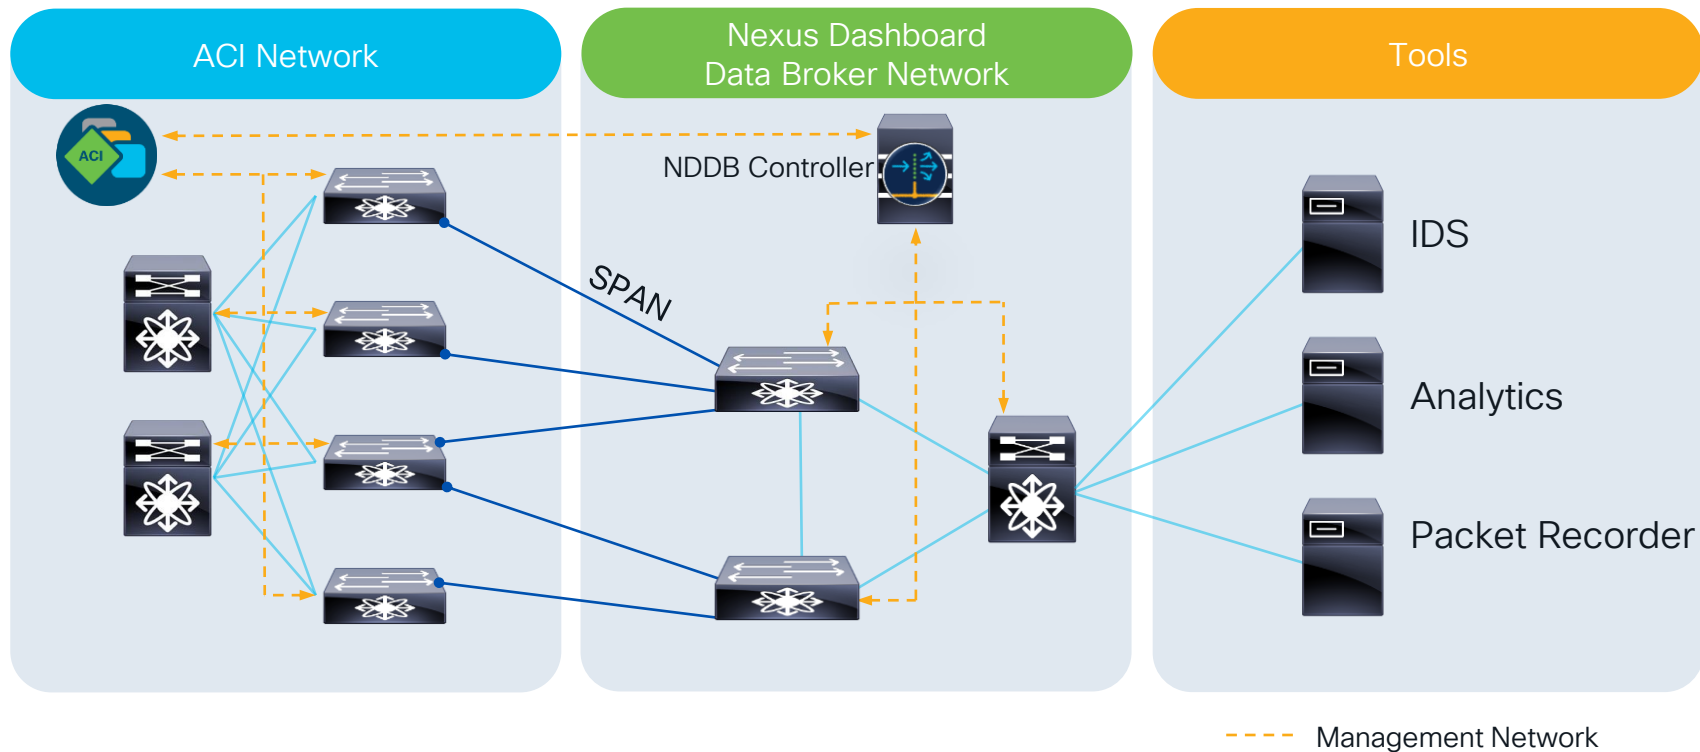 ACI Network
Nexus Dashboard
Data Broker Network
Tools
ACI
NDDB Controller
SPAN
IDS
Analytics
Packet Recorder
Management Network